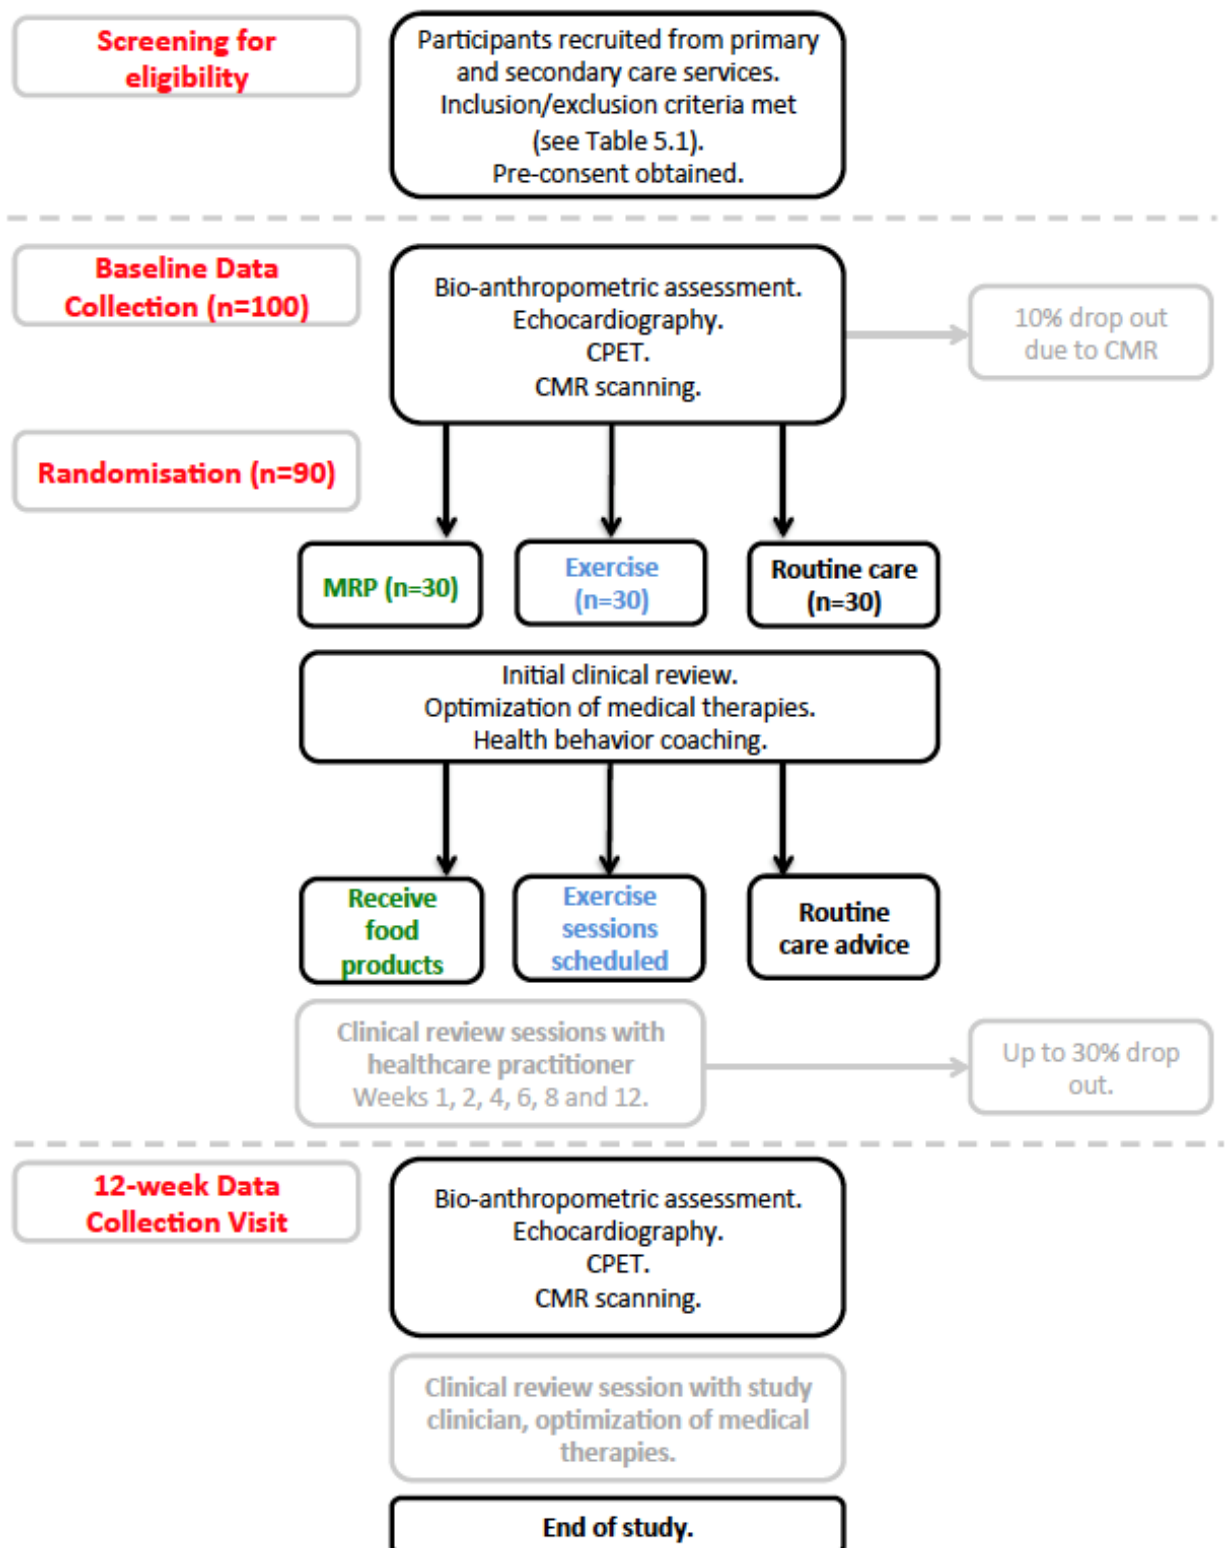 Screening for
eligibility
Participants recruited from primary
and secondary care services.
Inclusion/exclusion criteria met
(see Table 5.1).
Pre-consent obtained.
Baseline Data
Collection (n=100)
Bio-anthropometric assessment.
Echocardiography.
CPET.
CMR scanning.
10% drop out
due to CMR
Randomisation (n=90)
MRP (n=30)
Exercise
(n=30)
Routine care
(n=30)
Initial clinical review.
Optimization of medical therapies.
Health behavior coaching.
Receive
food
products
Exercise
sessions
scheduled
Routine
care advice
Clinical review sessions with
healthcare practitioner
Weeks 1, 2, 4, 6, 8 and 12.
Up to 30% drop
out.
12-week Data
Collection Visit
Bio-anthropometric assessment.
Echocardiography.
CPET.
CMR scanning.
Clinical review session with study
clinician, optimization of medical
therapies.
End of study.